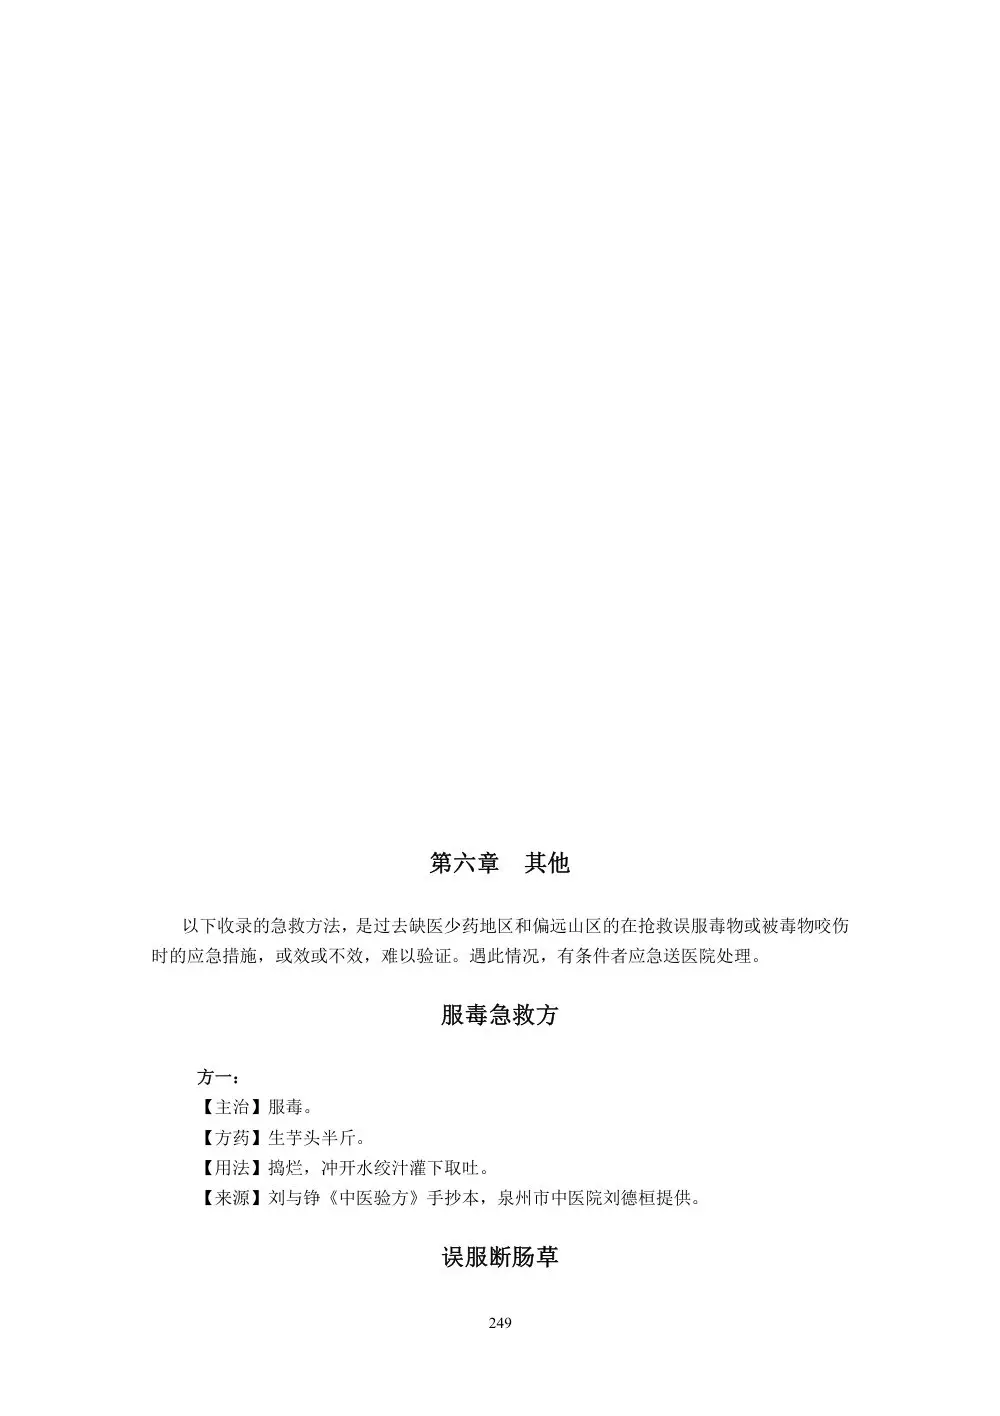 第六章　其他
以下收录的急救方法，是过去缺医少药地区和偏远山区的在抢救误服毒物或被毒物咬伤
时的应急措施，或效或不效，难以验证。遇此情况，有条件者应急送医院处理。
服毒急救方
方一：
【主治】服毒。
【方药】生芋头半斤。
【用法】捣烂，冲开水绞汁灌下取吐。
【来源】刘与铮《中医验方》手抄本，泉州市中医院刘德桓提供。
误服断肠草
249